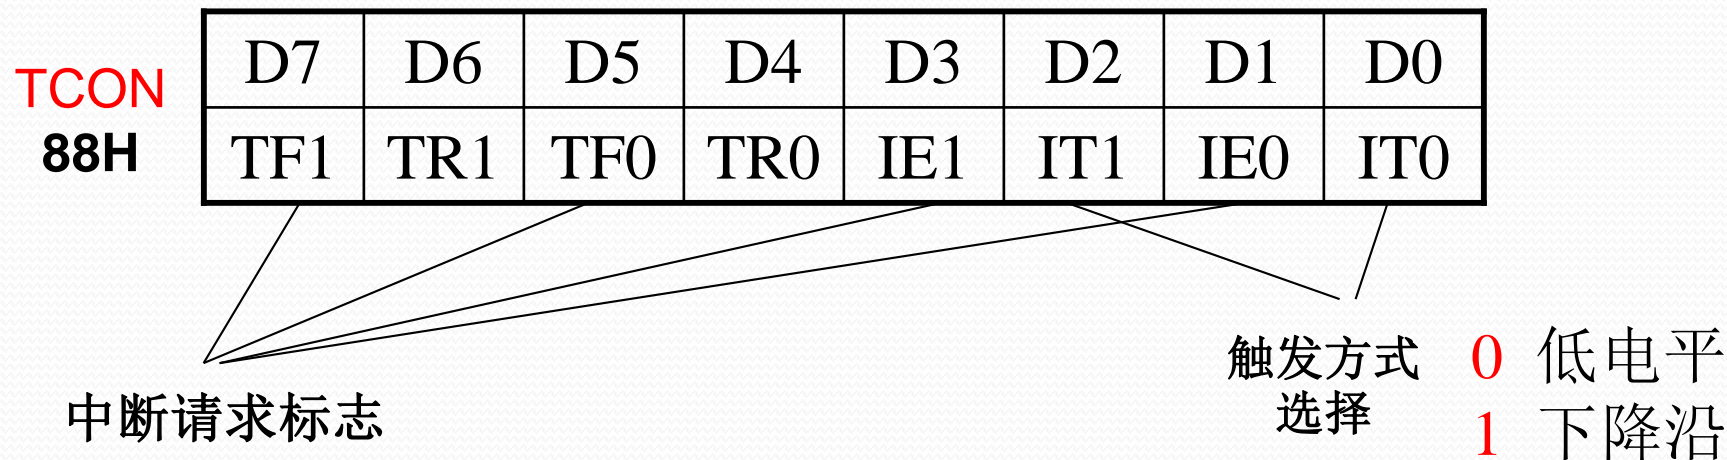 D7 D6 D5 D4 D3 D2 D1 D0
TCON
88H
TF1 TR1 TF0 TR0 IE1 IT1 IE0 IT0
触发方式 0 低电平
选择 1 下降沿
中断请求标志